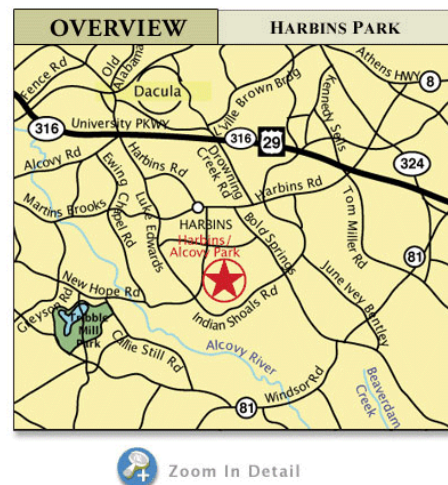 OVERVIEW
HARBINS PARK
Fence Rd
Old
Alabama
Athens HWY
8
Dacula
L'ville Brown Brdg
Kennedy Sells
316
University PKWY
316
29
324
Alcovy Rd
Harbins Rd
Drowning
Creek Rd
Harbins Rd
Martins Brooks
Ewing
Chapel Rd
Luke Edwards
Tom Miller Rd
HARBINS
Harbins/
Alcovy Park
Bold Springs
81
June Ivey Bentley
New Hope Rd
Grayson Rd
Tribble
Mill
Park
Indian Shoals Rd
Callie Still Rd
Alcovy River
Windsor Rd
Beaverdam
Creek
81
Zoom In Detail